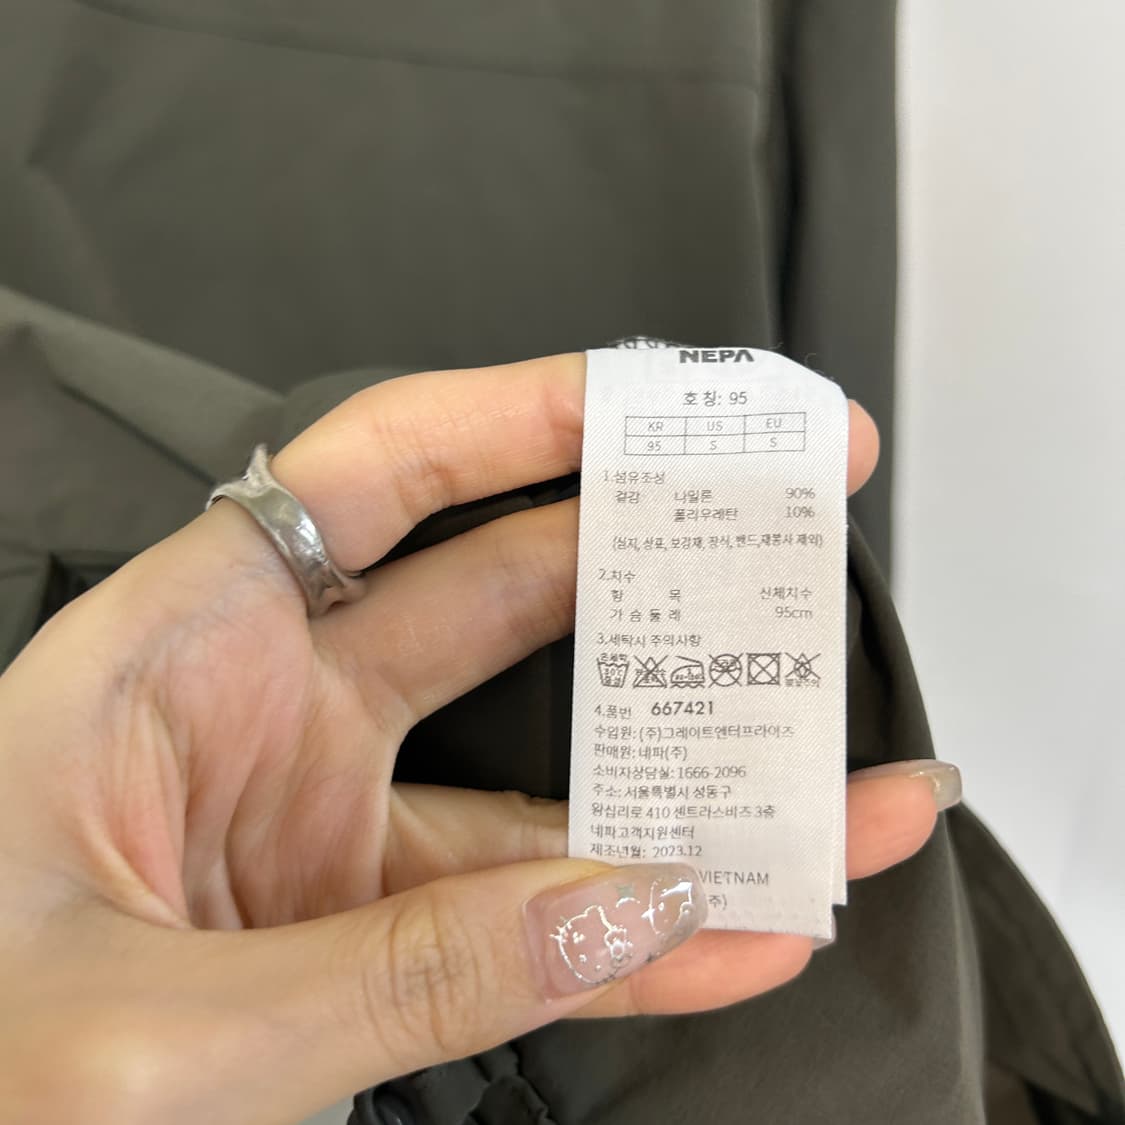 NEPA
호 칭: 95
KR US EU
95 S S
1.섬유조성
겉감 나일론 90%
폴리우레탄 10%
(심지, 상표, 보강재, 장식, 밴드,재봉사 제외)
2.치수
항 목 신체치수
가 슴 둘 레 95cm
3.세탁시 주의사항
4.품번 667421
수입원: (주)그레이트엔터프라이즈
판매원: 네파(주)
소비자상담실: 1666-2096
주소: 서울특별시 성동구
왕십리로 410 센트라스비즈 3층
네파고객지원센터
제조년월: 2023.12
VIETNAM
주)